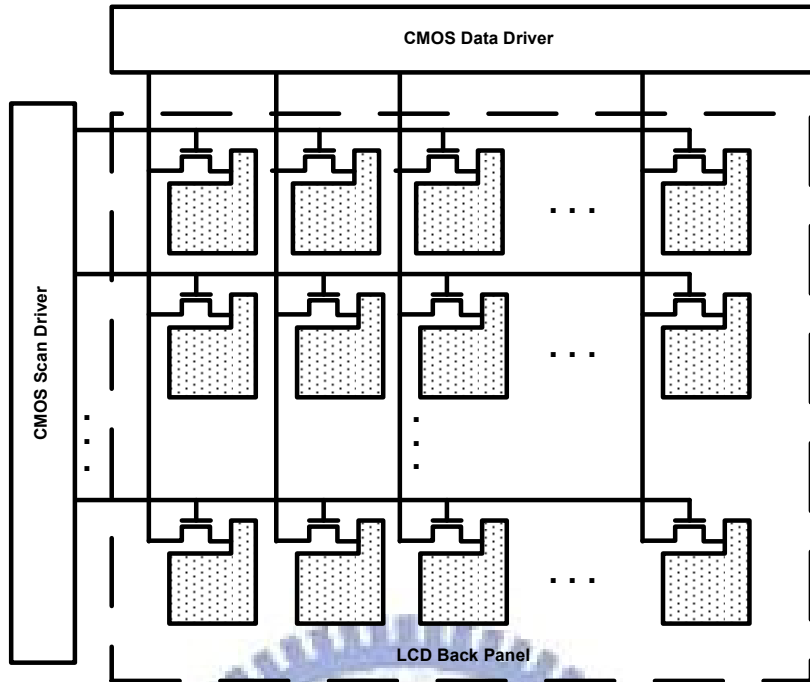 CMOS Data Driver
CMOS Scan Driver
. . .
. . .
. . .
. . .
. . .
LCD Back Panel